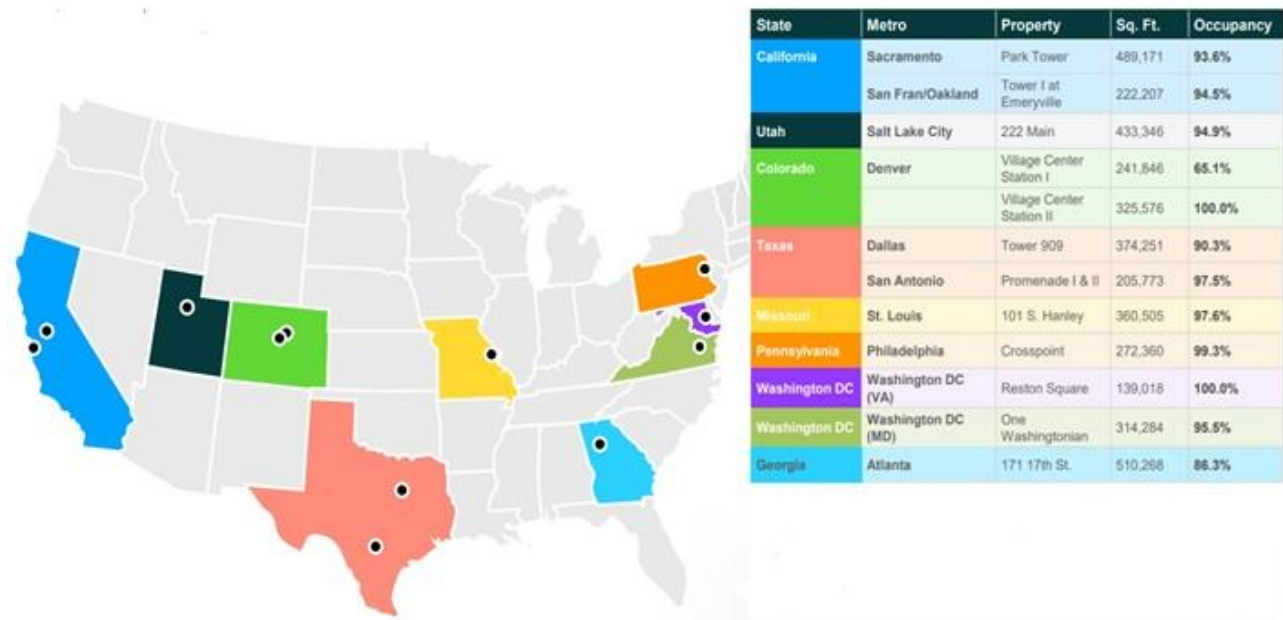 State Metro Property Sq. Ft. Occupancy
California Sacramento Park Tower 489,171 93.6%
San Fran/Oakland Tower I at Emeryville 222,207 94.5%
Utah Salt Lake City 222 Main 433,346 94.9%
Colorado Denver Village Center Station I 241,846 65.1%
Village Center Station II 325,576 100.0%
Texas Dallas Tower 909 374,251 90.3%
San Antonio Promenade I & II 205,773 97.5%
Missouri St. Louis 101 S. Hanley 360,505 97.6%
Pennsylvania Philadelphia Crosspoint 272,360 99.3%
Washington DC Washington DC (VA) Reston Square 139,018 100.0%
Washington DC Washington DC (MD) One Washingtonian 314,284 95.5%
Georgia Atlanta 171 17th St. 510,268 86.3%